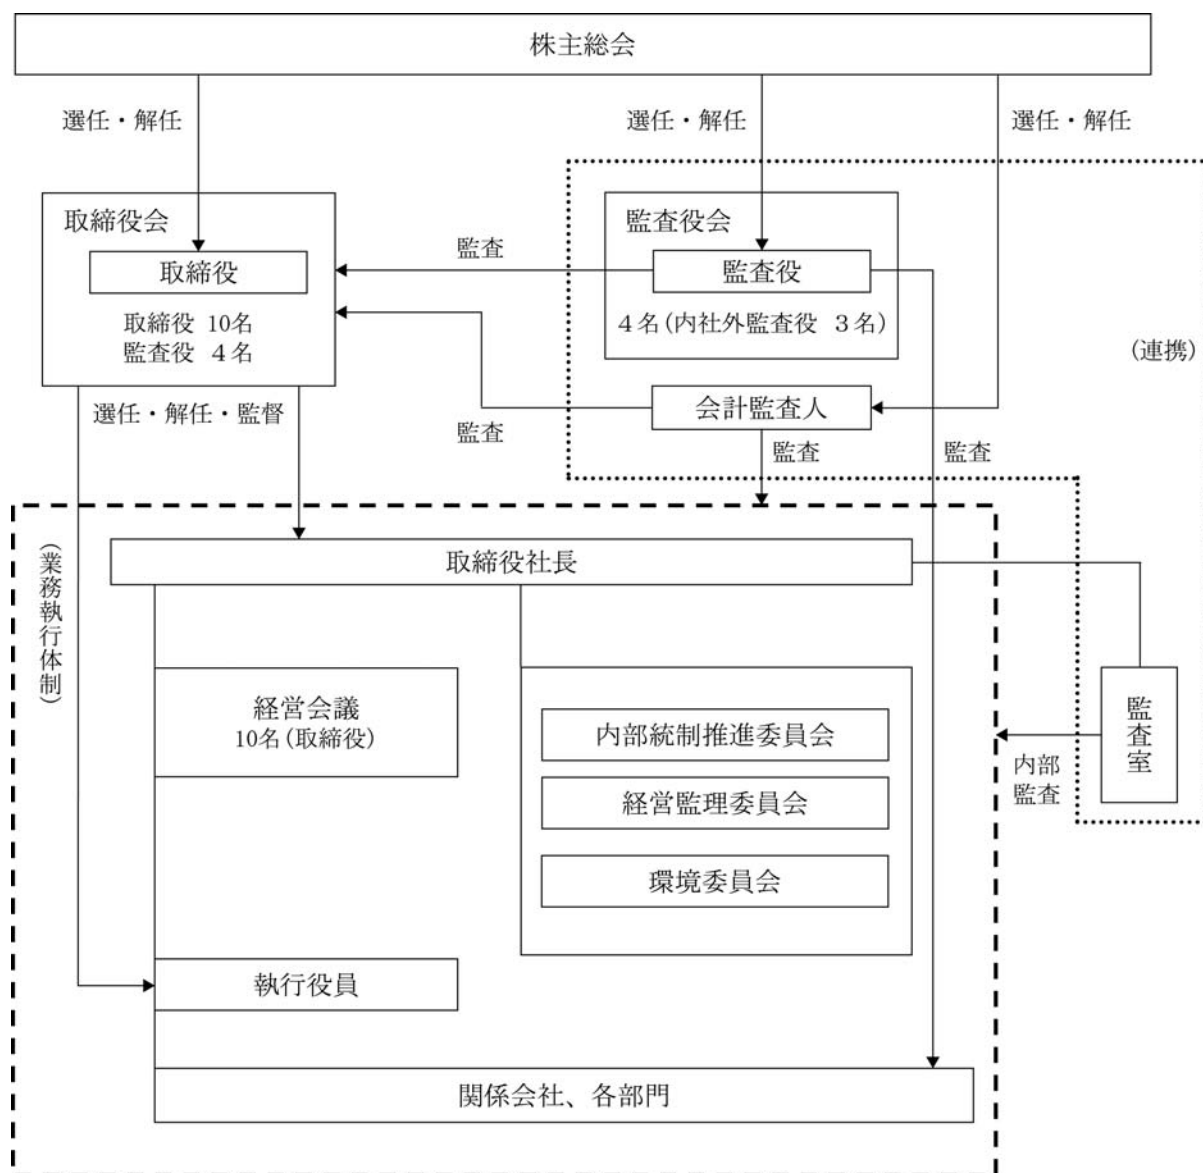 株主総会
選任・解任
選任・解任
選任・解任
取締役会
取締役
取締役 10名
監査役 4名
監査
監査役会
監査役
4名(内社外監査役 3名)
(連携)
会計監査人
選任・解任・監督
監査
監査
監査
(業務執行体制)
取締役社長
経営会議
10名(取締役)
内部統制推進委員会
経営監理委員会
環境委員会
監査室
内部
監査
執行役員
関係会社、各部門